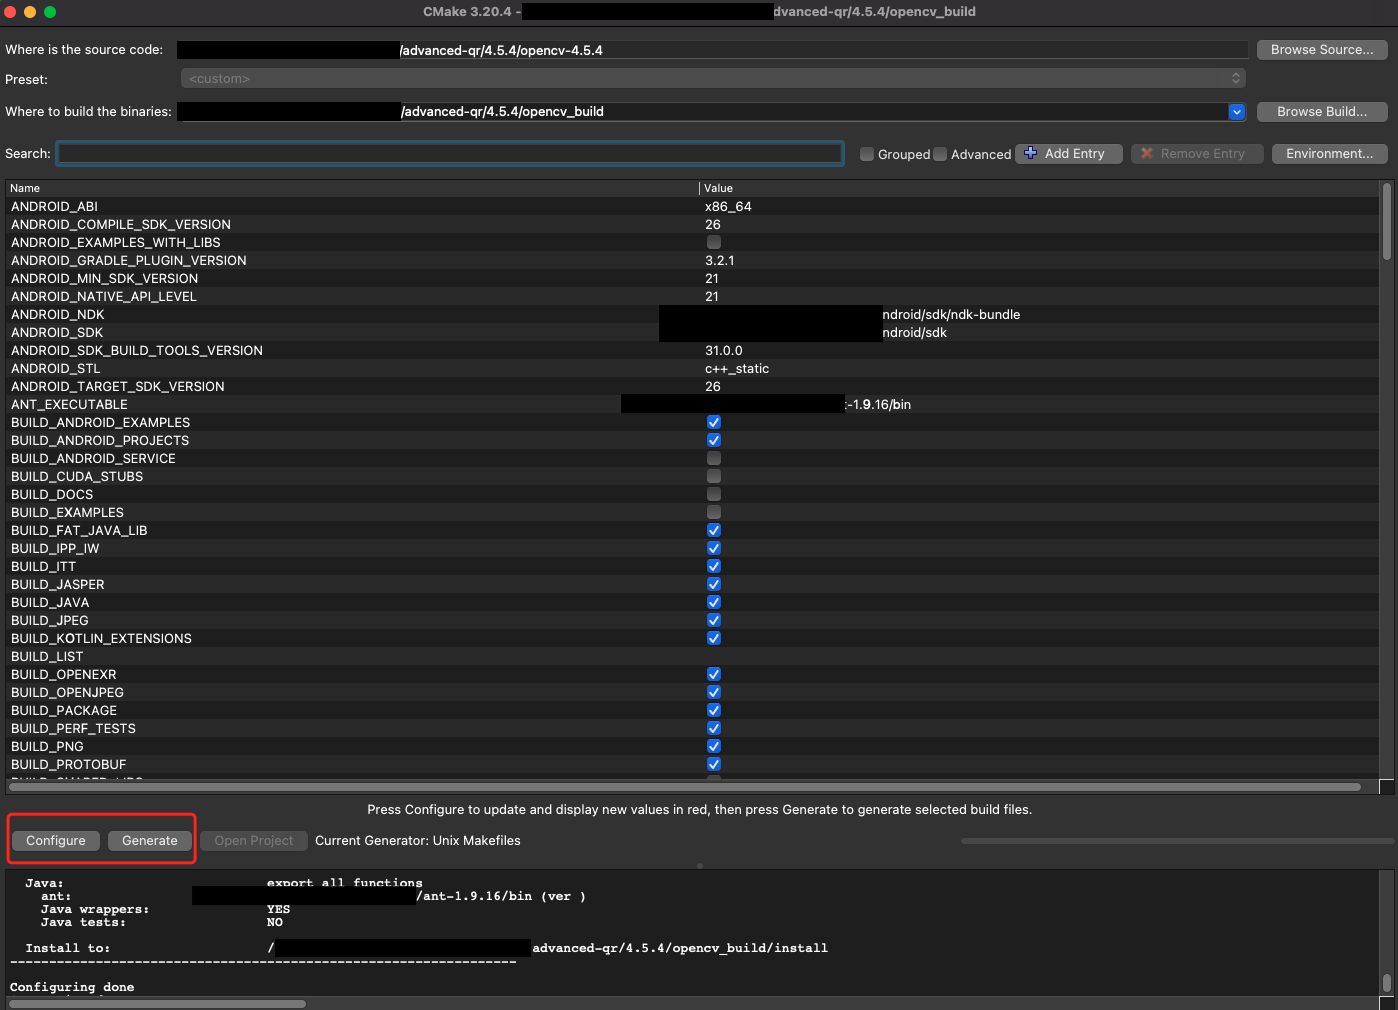 CMake 3.20.4 - dvanced-qr/4.5.4/opencv_build
Where is the source code: /advanced-qr/4.5.4/opencv-4.5.4 Browse Source...
Preset: <custom>
Where to build the binaries: /advanced-qr/4.5.4/opencv_build Browse Build...
Search: Grouped Advanced Add Entry Remove Entry Environment...
Name Value
ANDROID_ABI x86_64
ANDROID_COMPILE_SDK_VERSION 26
ANDROID_EXAMPLES_WITH_LIBS
ANDROID_GRADLE_PLUGIN_VERSION 3.2.1
ANDROID_MIN_SDK_VERSION 21
ANDROID_NATIVE_API_LEVEL 21
ANDROID_NDK ndroid/sdk/ndk-bundle
ANDROID_SDK ndroid/sdk
ANDROID_SDK_BUILD_TOOLS_VERSION 31.0.0
ANDROID_STL c++_static
ANDROID_TARGET_SDK_VERSION 26
ANT_EXECUTABLE -1.9.16/bin
BUILD_ANDROID_EXAMPLES
BUILD_ANDROID_PROJECTS
BUILD_ANDROID_SERVICE
BUILD_CUDA_STUBS
BUILD_DOCS
BUILD_EXAMPLES
BUILD_FAT_JAVA_LIB
BUILD_IPP_IW
BUILD_ITT
BUILD_JASPER
BUILD_JAVA
BUILD_JPEG
BUILD_KOTLIN_EXTENSIONS
BUILD_LIST
BUILD_OPENEXR
BUILD_OPENJPEG
BUILD_PACKAGE
BUILD_PERF_TESTS
BUILD_PNG
BUILD_PROTOBUF
Press Configure to update and display new values in red, then press Generate to generate selected build files.
Configure Generate Open Project Current Generator: Unix Makefiles
Java: export all functions
ant: /ant-1.9.16/bin (ver )
Java wrappers: YES
Java tests: NO
Install to: / advanced-qr/4.5.4/opencv_build/install
-----------------------------------------------------------------
Configuring done